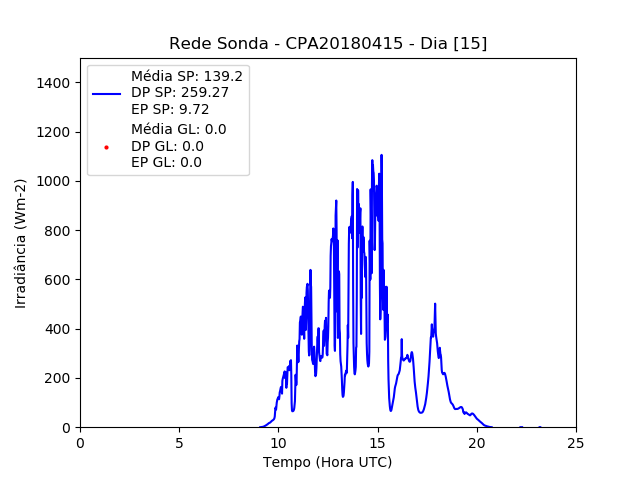 Rede Sonda - CPA20180415 - Dia [15]
Média SP: 139.2
DP SP: 259.27
EP SP: 9.72
Média GL: 0.0
DP GL: 0.0
EP GL: 0.0
Irradiância (Wm-2)
1400
1200
1000
800
600
400
200
0
0 5 10 15 20 25
Tempo (Hora UTC)